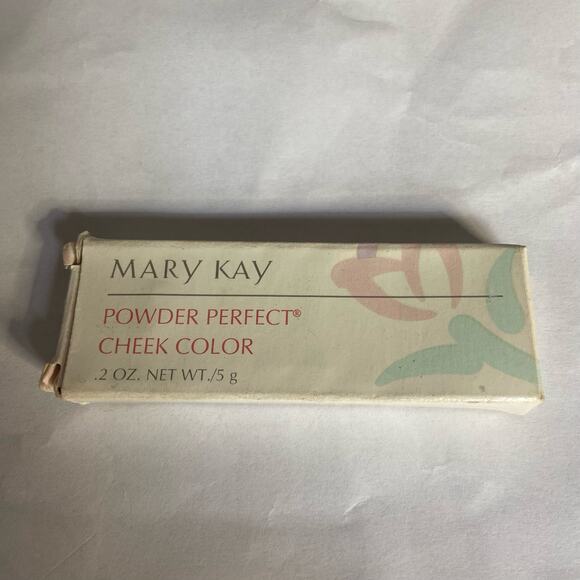 MARY KAY
POWDER PERFECT®
CHEEK COLOR
.2 OZ. NET WT./5 g